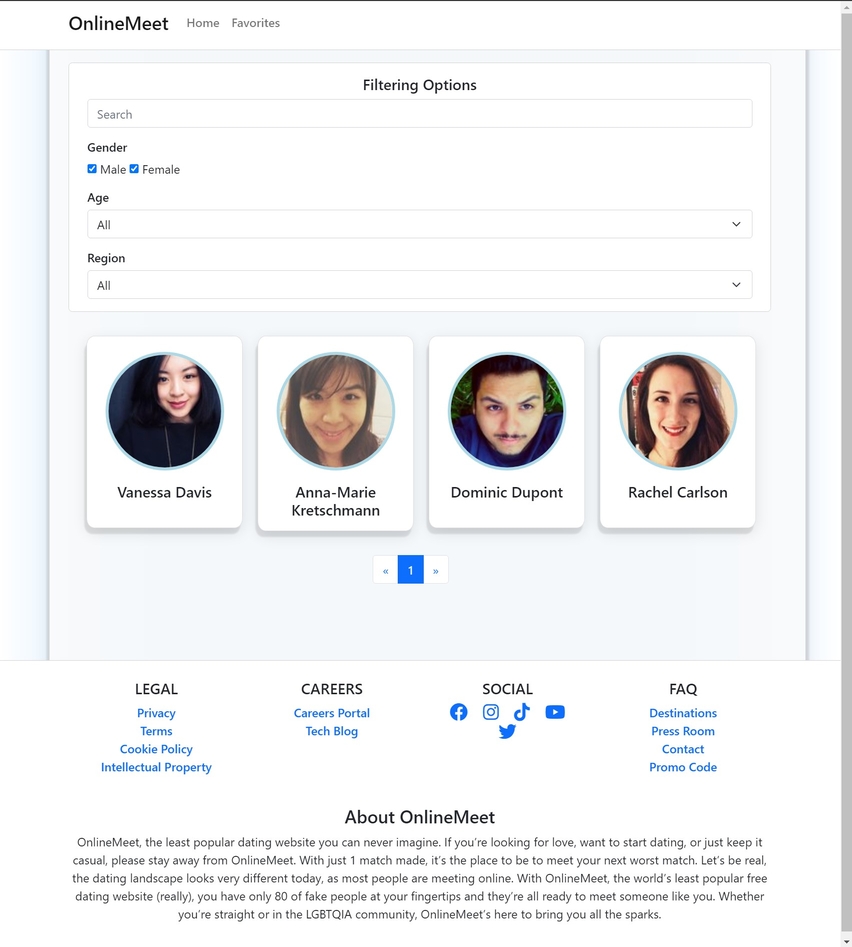 OnlineMeet Home Favorites
Filtering Options
Search
Gender
Male Female
Age
All
Region
All
Vanessa Davis
Anna-Marie
Kretschmann
Dominic Dupont
Rachel Carlson
« 1 »
LEGAL
Privacy
Terms
Cookie Policy
Intellectual Property
CAREERS
Careers Portal
Tech Blog
SOCIAL
FAQ
Destinations
Press Room
Contact
Promo Code
About OnlineMeet
OnlineMeet, the least popular dating website you can never imagine. If you’re looking for love, want to start dating, or just keep it
casual, please stay away from OnlineMeet. With just 1 match made, it’s the place to be to meet your next worst match. Let’s be real,
the dating landscape looks very different today, as most people are meeting online. With OnlineMeet, the world’s least popular free
dating website (really), you have only 80 of fake people at your fingertips and they’re all ready to meet someone like you. Whether
you’re straight or in the LGBTQIA community, OnlineMeet’s here to bring you all the sparks.